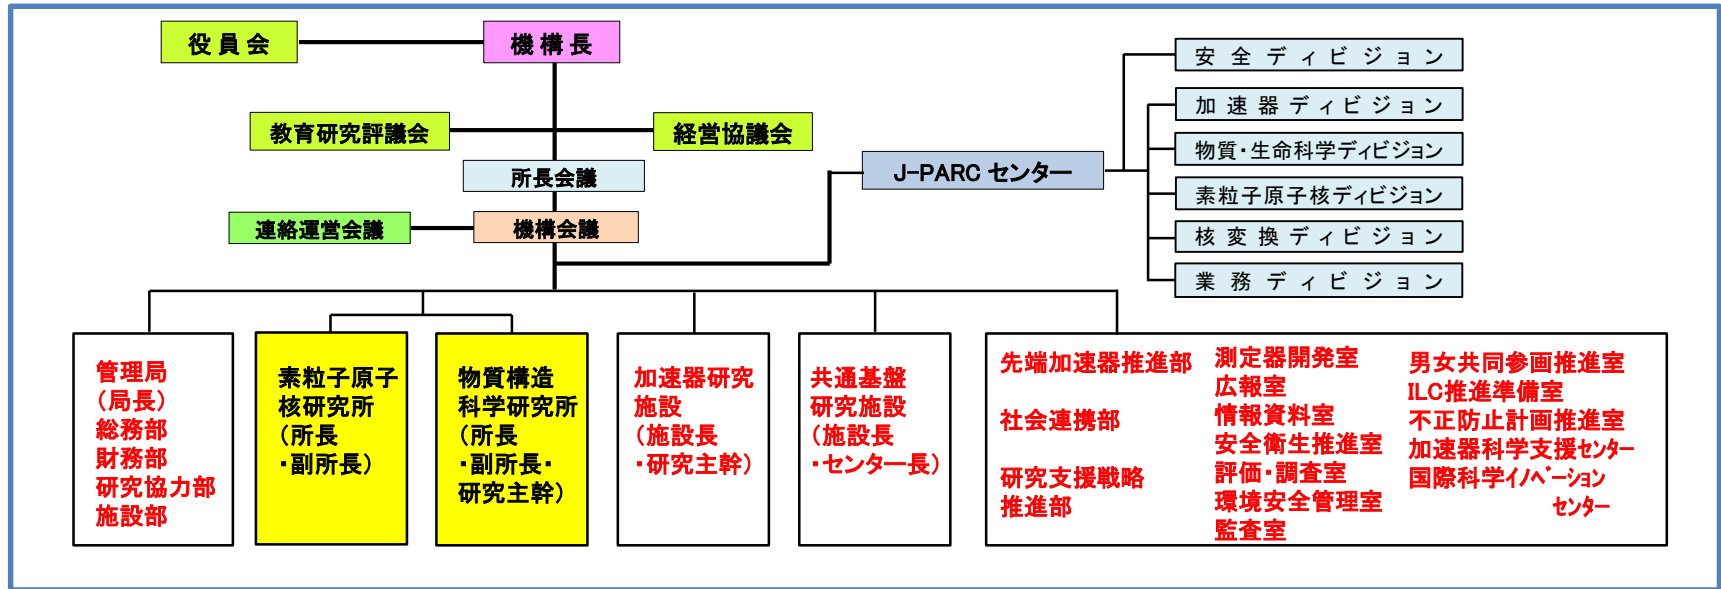 役員会
機構長
教育研究評議会
経営協議会
所長会議
連絡運営会議
機構会議
J-PARC センター
安全ディビジョン
加速器ディビジョン
物質・生命科学ディビジョン
素粒子原子核ディビジョン
核変換ディビジョン
業務ディビジョン
管理局
(局長)
総務部
財務部
研究協力部
施設部
素粒子原子
核研究所
(所長
・副所長)
物質構造
科学研究所
(所長
・副所長・
研究主幹)
加速器研究
施設
(施設長
・研究主幹)
共通基盤
研究施設
(施設長
・センター長)
先端加速器推進部
社会連携部
研究支援戦略
推進部
測定器開発室
広報室
情報資料室
安全衛生推進室
評価・調査室
環境安全管理室
監査室
男女共同参画推進室
ILC推進準備室
不正防止計画推進室
加速器科学支援センター
国際科学イノベーション
センター